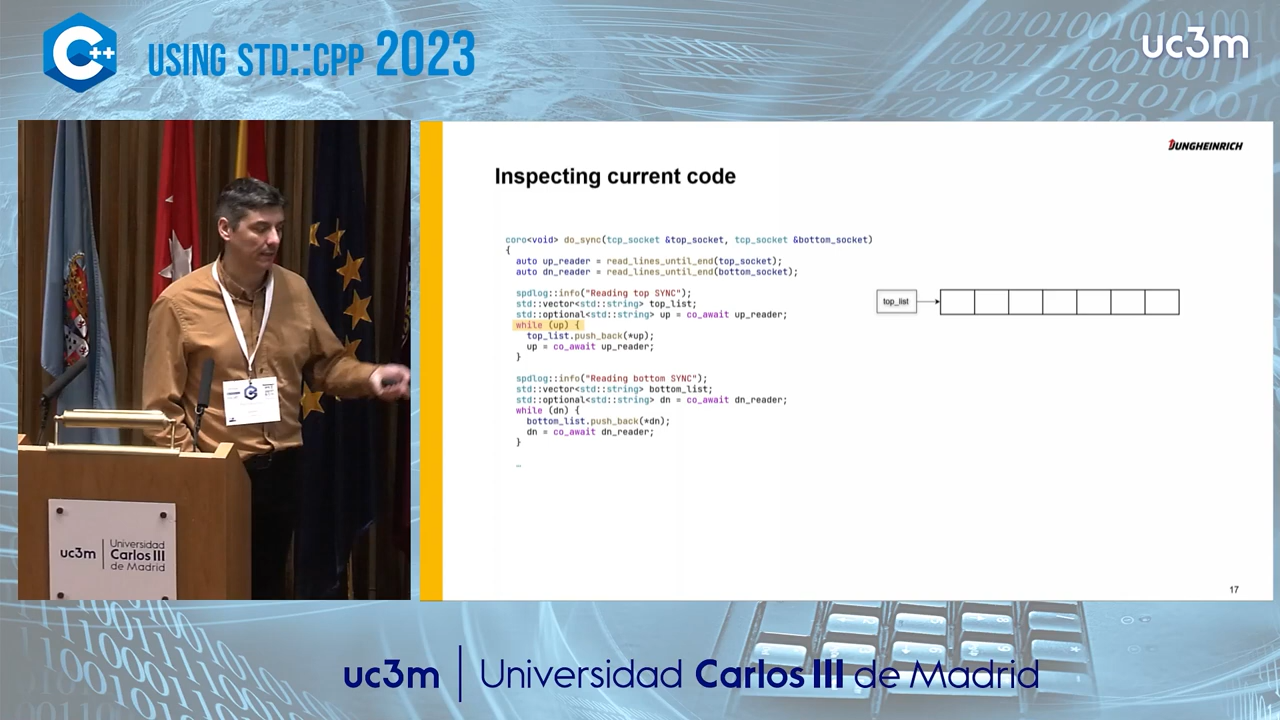 C++
USING STD::CPP 2023
uc3m
JUNGHEINRICH
Inspecting current code
coro<void> do_sync(tcp_socket &top_socket, tcp_socket &bottom_socket)
{
auto up_reader = read_lines_until_end(top_socket);
auto dn_reader = read_lines_until_end(bottom_socket);
spdlog::info("Reading top SYNC");
std::vector<std::string> top_list;
std::optional<std::string> up = co_await up_reader;
while (up) {
top_list.push_back(*up);
up = co_await up_reader;
}
spdlog::info("Reading bottom SYNC");
std::vector<std::string> bottom_list;
std::optional<std::string> dn = co_await dn_reader;
while (dn) {
bottom_list.push_back(*dn);
dn = co_await dn_reader;
}
…
top_list
17
uc3m | Universidad
Carlos III
de Madrid
uc3m | Universidad Carlos III de Madrid